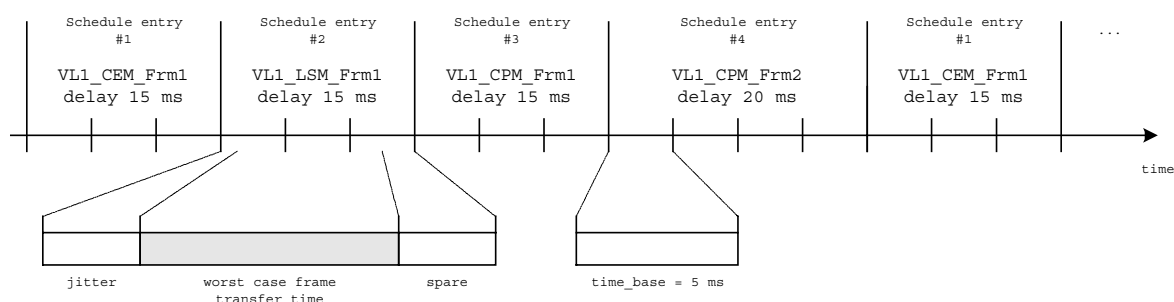 Schedule entry
#1
Schedule entry
#2
Schedule entry
#3
Schedule entry
#4
Schedule entry
#1
...
VL1_CEM_Frm1
delay 15 ms
VL1_LSM_Frm1
delay 15 ms
VL1_CPM_Frm1
delay 15 ms
VL1_CPM_Frm2
delay 20 ms
VL1_CEM_Frm1
delay 15 ms
time
jitter
worst case frame
transfer time
spare
time_base = 5 ms